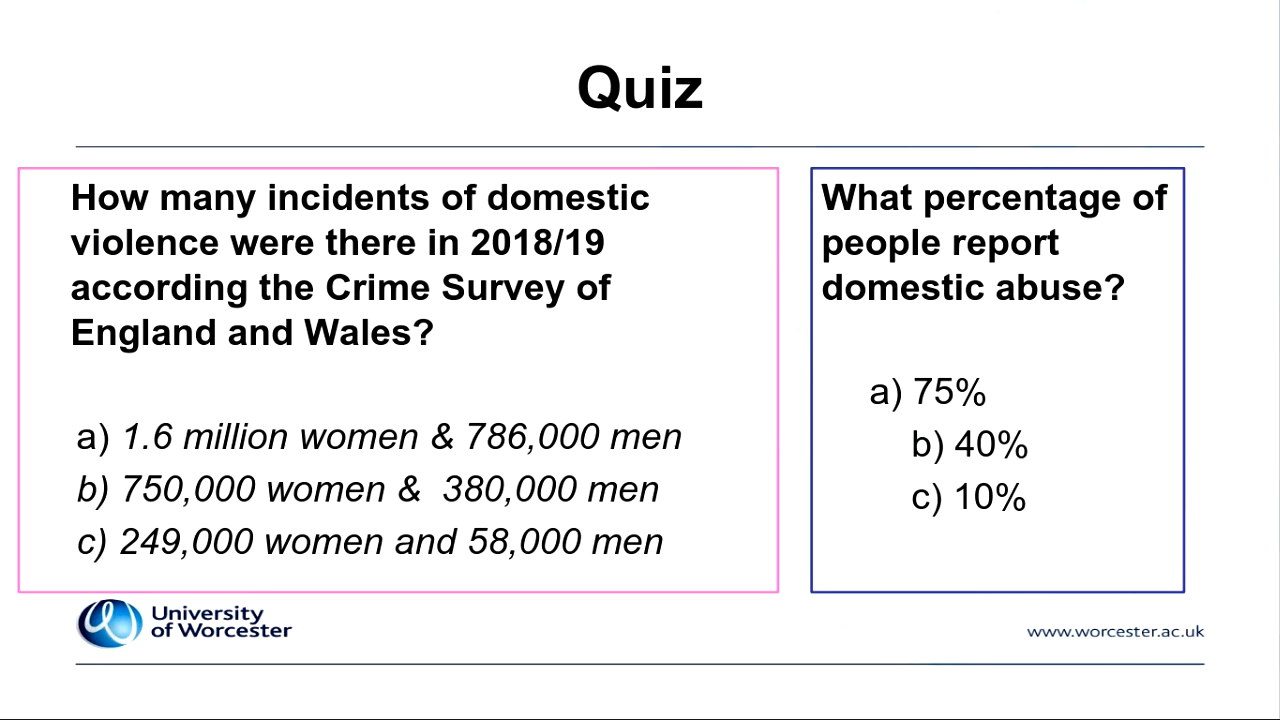 Quiz
How many incidents of domestic
violence were there in 2018/19
according the Crime Survey of
England and Wales?
a) 1.6 million women & 786,000 men
b) 750,000 women &  380,000 men
c) 249,000 women and 58,000 men
What percentage of
people report
domestic abuse?
a) 75%
b) 40%
c) 10%
University
of Worcester
www.worcester.ac.uk